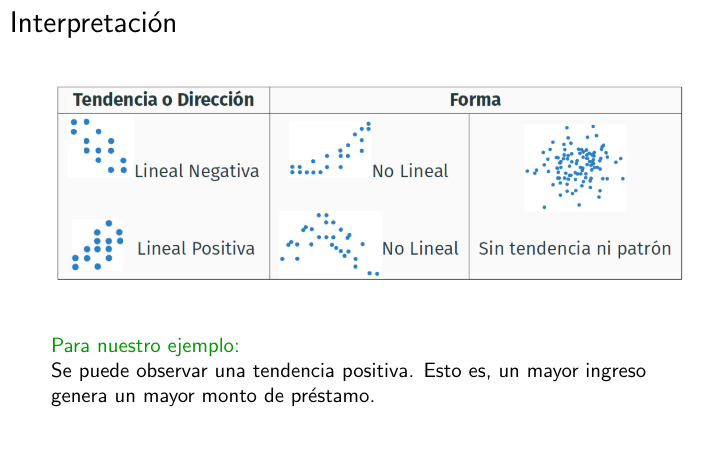 Interpretación
Tendencia o Dirección
Forma
Lineal Negativa
No Lineal
Lineal Positiva
No Lineal
Sin tendencia ni patrón
Para nuestro ejemplo:
Se puede observar una tendencia positiva. Esto es, un mayor ingreso
genera un mayor monto de préstamo.